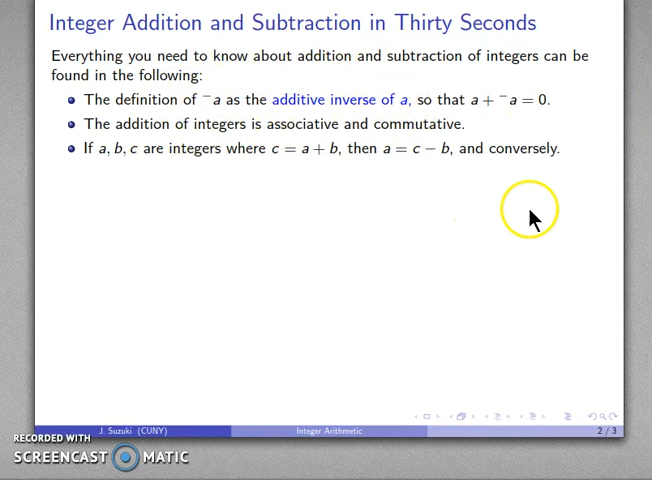 Integer Addition and Subtraction in Thirty Seconds
Everything you need to know about addition and subtraction of integers can be
found in the following:
The definition of ⁻a as the additive inverse of a, so that a + ⁻a = 0.
The addition of integers is associative and commutative.
If a, b, c are integers where c = a + b, then a = c − b, and conversely.
J. Suzuki (CUNY) Integer Arithmetic 2 / 3
RECORDED WITH
SCREENCAST MATIC